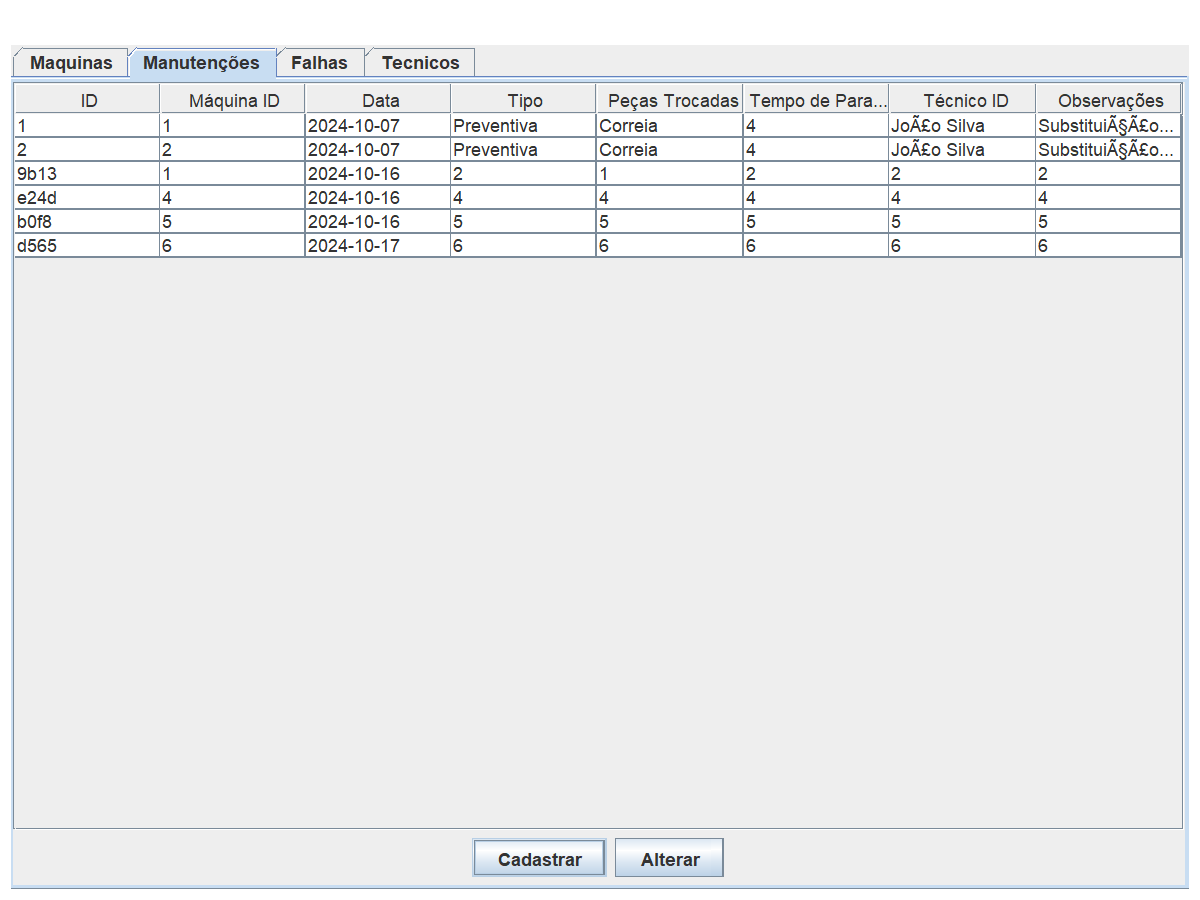 Maquinas Manutenções Falhas Tecnicos
ID Máquina ID Data Tipo Peças Trocadas Tempo de Para... Técnico ID Observações
1 1 2024-10-07 Preventiva Correia 4 JoÃ£o Silva SubstituiÃ§Ã£o...
2 2 2024-10-07 Preventiva Correia 4 JoÃ£o Silva SubstituiÃ§Ã£o...
9b13 1 2024-10-16 2 1 2 2 2
e24d 4 2024-10-16 4 4 4 4 4
b0f8 5 2024-10-16 5 5 5 5 5
d565 6 2024-10-17 6 6 6 6 6
Cadastrar Alterar